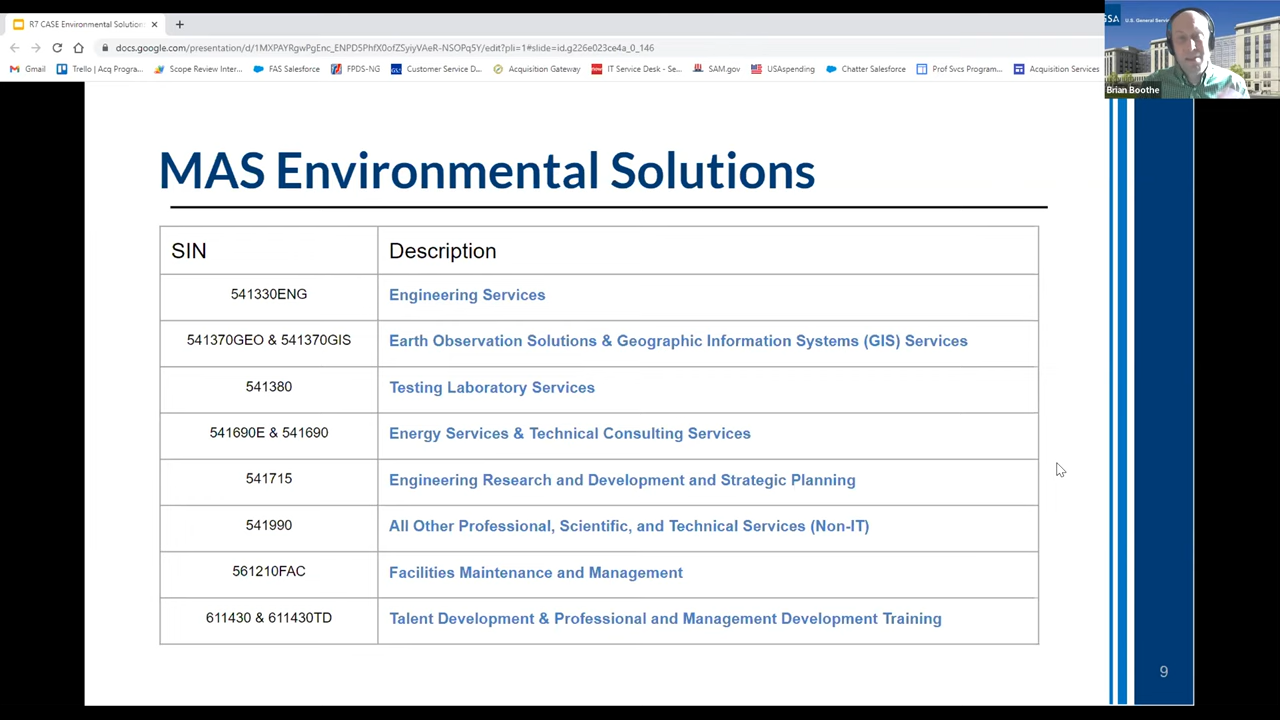 R7 CASE Environmental Solution
docs.google.com/presentation/d/1MXPAYRgwPgEnc_ENPD5PhfX0ofZSyiyVAeR-NSOPq5Y/edit?pli=1#slide=id.g226e023ce4a_0_146
Gmail Trello | Acq Progra... Scope Review Inter... FAS Salesforce FPDS-NG Customer Service D... Acquisition Gateway IT Service Desk - Se... SAM.gov USAspending Chatter Salesforce Prof Svcs Program... Acquisition Services
GSA U.S. General Servi
Brian Boothe
MAS Environmental Solutions
SIN Description
541330ENG Engineering Services
541370GEO & 541370GIS Earth Observation Solutions & Geographic Information Systems (GIS) Services
541380 Testing Laboratory Services
541690E & 541690 Energy Services & Technical Consulting Services
541715 Engineering Research and Development and Strategic Planning
541990 All Other Professional, Scientific, and Technical Services (Non-IT)
561210FAC Facilities Maintenance and Management
611430 & 611430TD Talent Development & Professional and Management Development Training
9